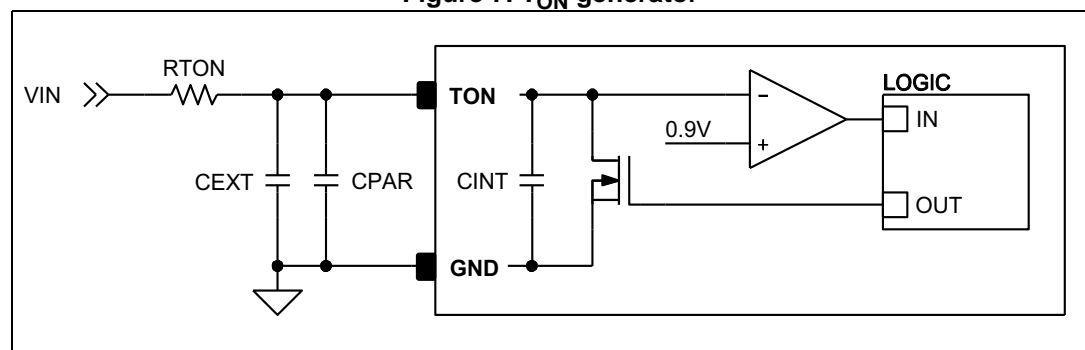 Figure 7. TON generator
RTON
VIN
TON
LOGIC
IN
0.9V
CEXT
CPAR
CINT
OUT
GND
-
+